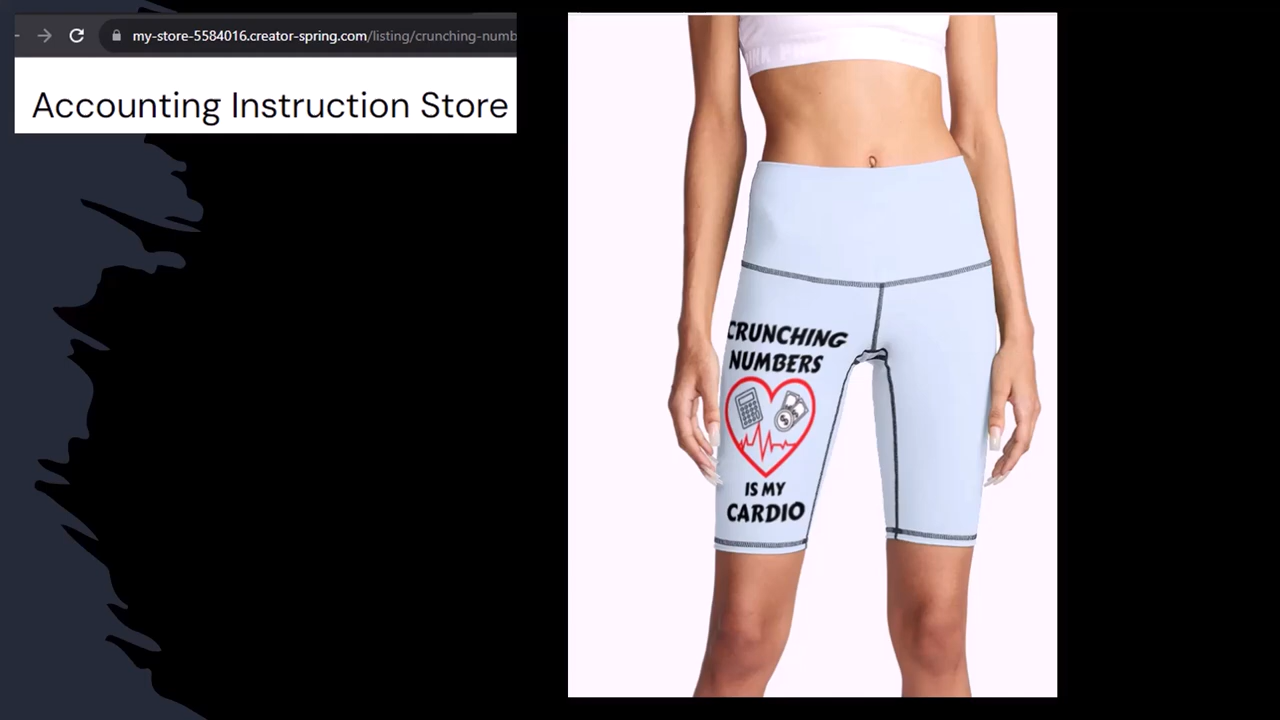 my-store-5584016.creator-spring.com/listing/crunching-numb
Accounting Instruction Store
CRUNCHING
NUMBERS
IS MY
CARDIO